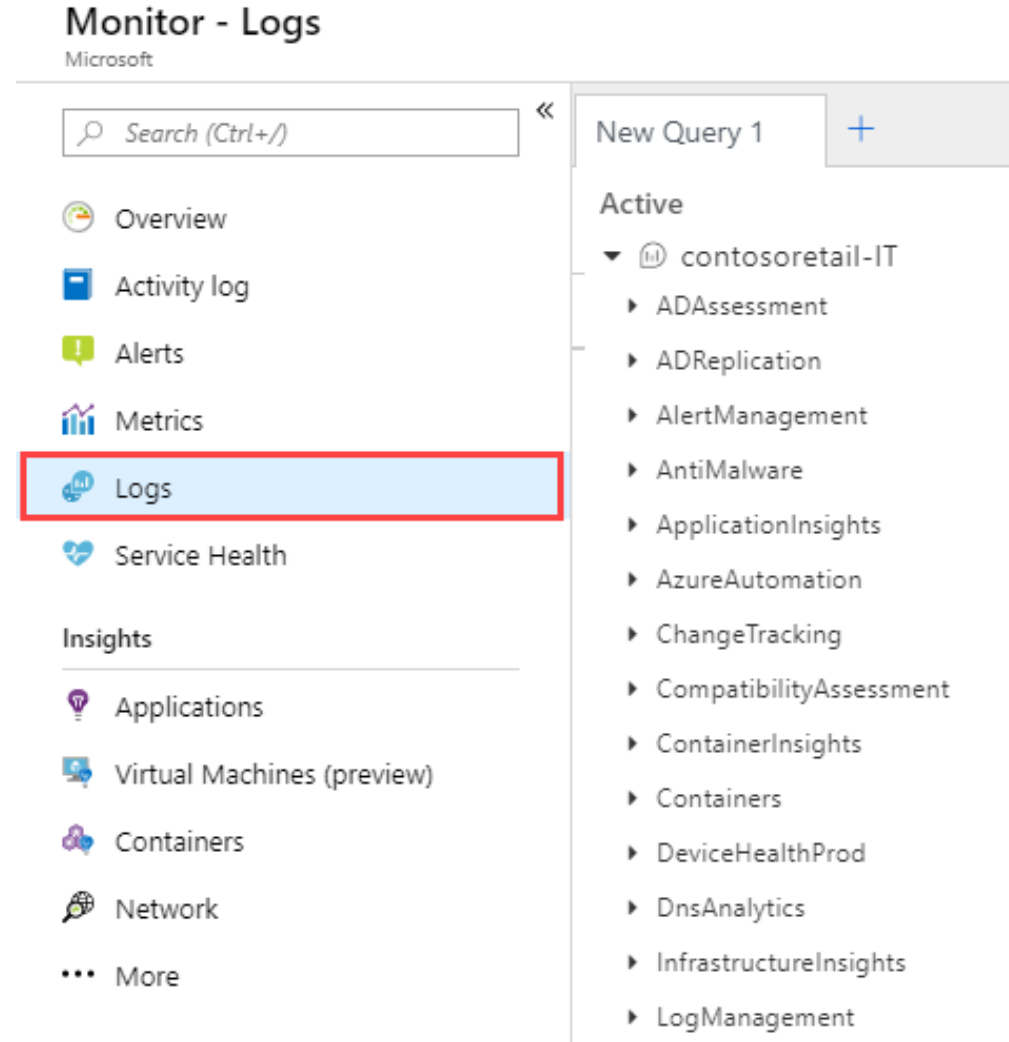 Monitor - Logs
Microsoft
Search (Ctrl+/)
Overview
Activity log
Alerts
Metrics
Logs
Service Health
Insights
Applications
Virtual Machines (preview)
Containers
Network
More
New Query 1
Active
contosoretail-IT
ADAssessment
ADReplication
AlertManagement
AntiMalware
ApplicationInsights
AzureAutomation
ChangeTracking
CompatibilityAssessment
ContainerInsights
Containers
DeviceHealthProd
DnsAnalytics
InfrastructureInsights
LogManagement